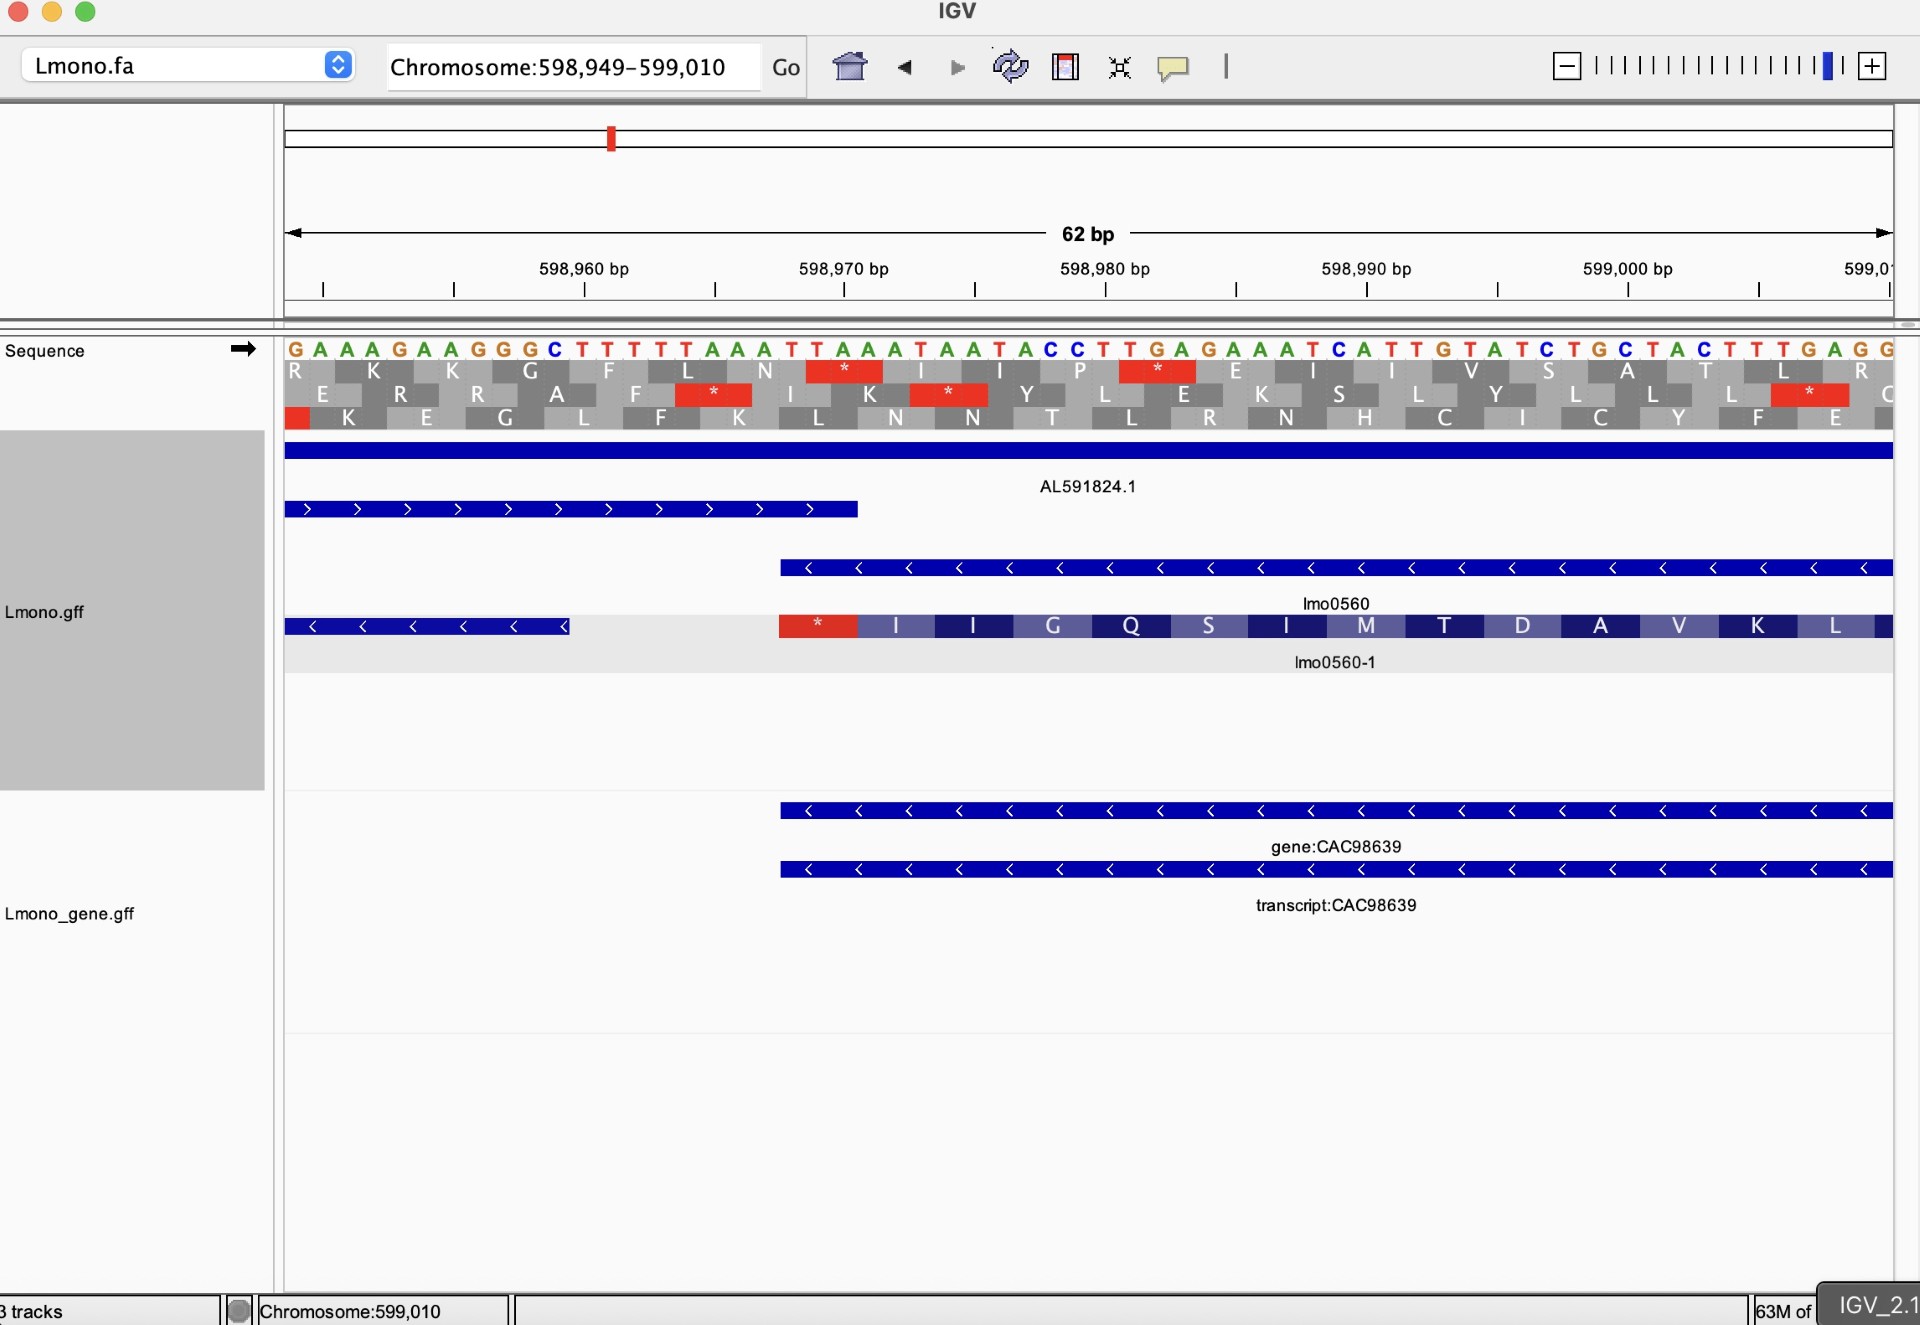 IGV
Lmono.fa
Chromosome:598,949–599,010
Go
62 bp
598,960 bp 598,970 bp 598,980 bp 598,990 bp 599,000 bp 599,01
Sequence
G A A A G A A G G G C T T T T T A A A T T A A A T A A T A C C T T G A G A A A T C A T T G T A T C T G C T A C T T T G A G G
R K K G F L N * I I P * E I I V S A T L R
E R R A F * I K * Y L E K S L Y L L L *
K E G L F K L N N T L R N H C I C Y F E
AL591824.1
lmo0560
Lmono.gff
* I I G Q S I M T D A V K L
lmo0560-1
gene:CAC98639
transcript:CAC98639
Lmono_gene.gff
3 tracks
Chromosome:599,010
63M of
IGV_2.1